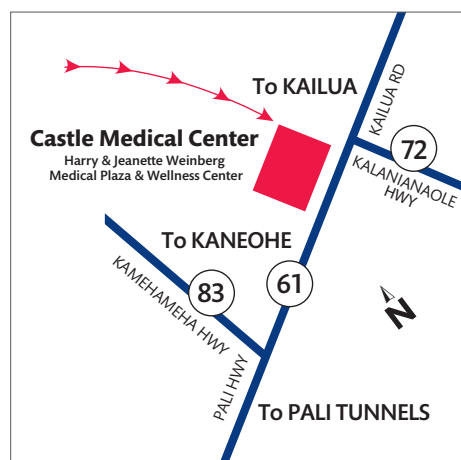 To KAILUA
KAILUA RD
Castle Medical Center
Harry & Jeanette Weinberg
Medical Plaza & Wellness Center
72
KALANIANAOLE
HWY
To KANEOHE
83
61
KAMEHAMEHA HWY
N
PALI HWY
To PALI TUNNELS